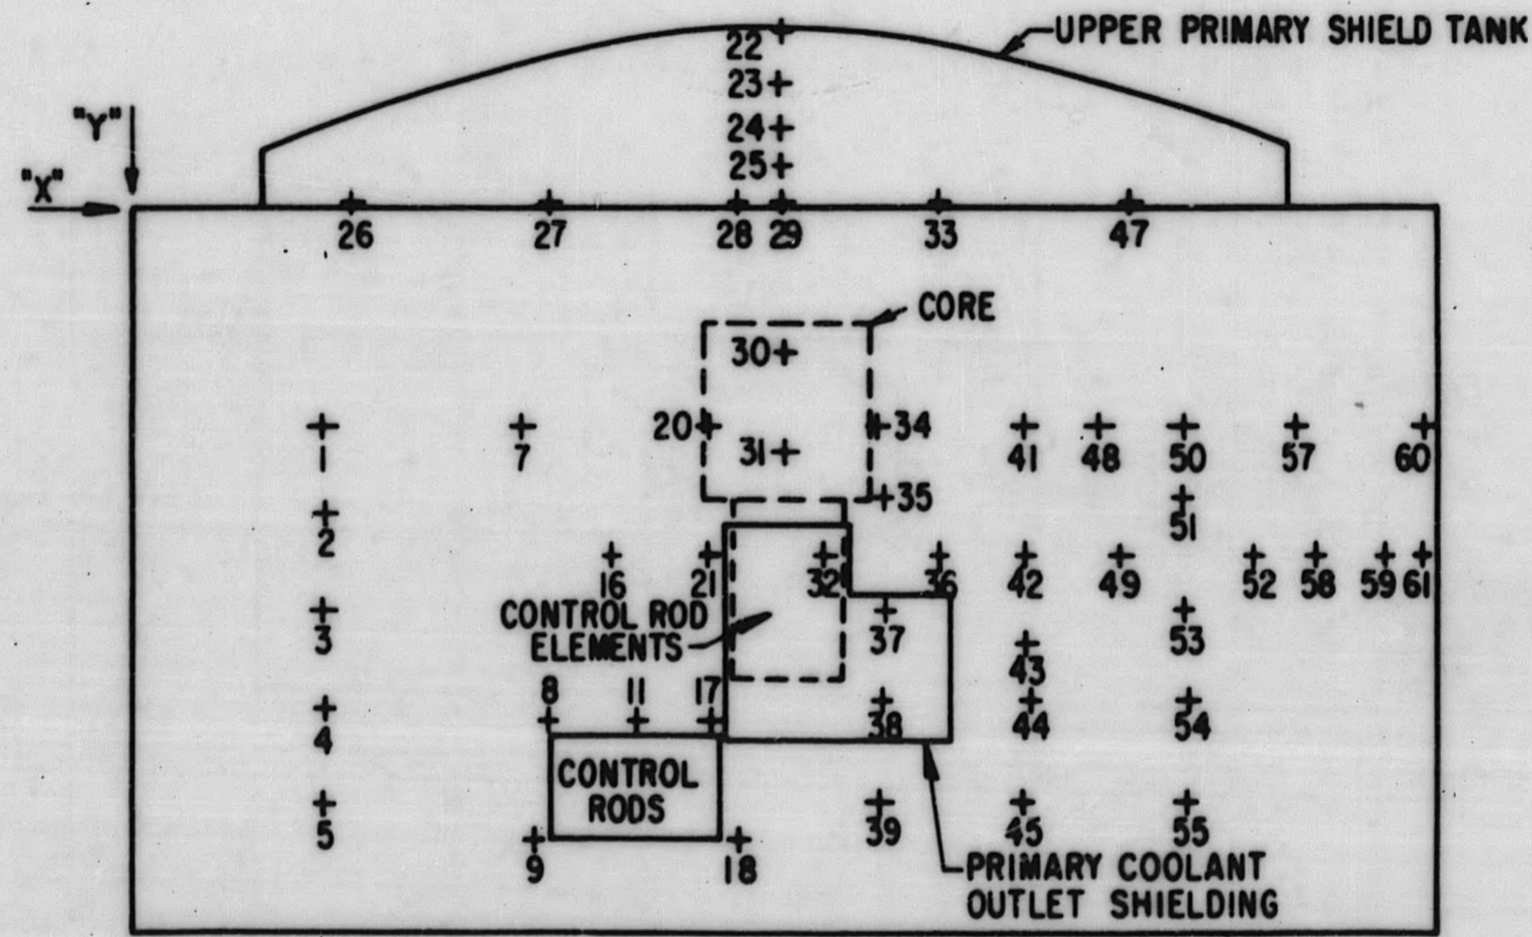 22
UPPER PRIMARY SHIELD TANK
23
"Y"
24
25
"X"
26 27 28 29 33 47
CORE
30
20 34
31
1 7 41 48 50 57 60
35
2 51
16 21 32 36 42 49 52 58 59 61
CONTROL ROD
ELEMENTS
3 37 53
43
8 11 17
4 38 44 54
CONTROL
RODS
5 39 45 55
9 18
PRIMARY COOLANT
OUTLET SHIELDING